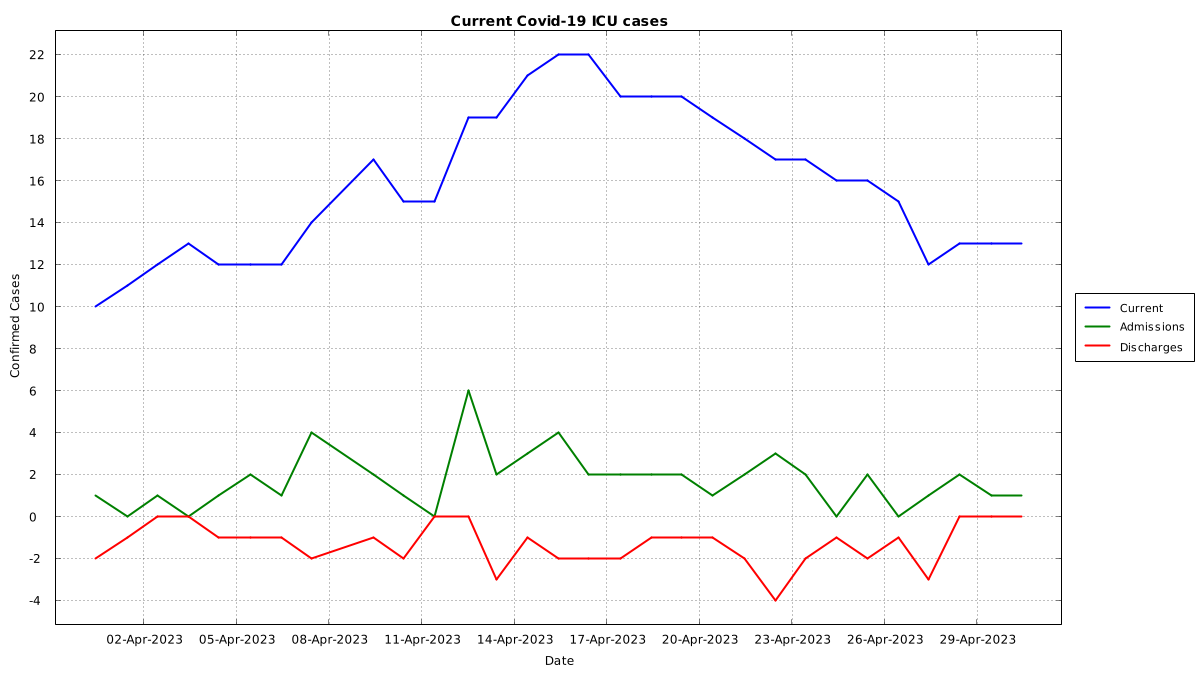 Current Covid-19 ICU cases
Confirmed Cases
22
20
18
16
14
12
10
8
6
4
2
0
-2
-4
02-Apr-2023 05-Apr-2023 08-Apr-2023 11-Apr-2023 14-Apr-2023 17-Apr-2023 20-Apr-2023 23-Apr-2023 26-Apr-2023 29-Apr-2023
Date
Current
Admissions
Discharges